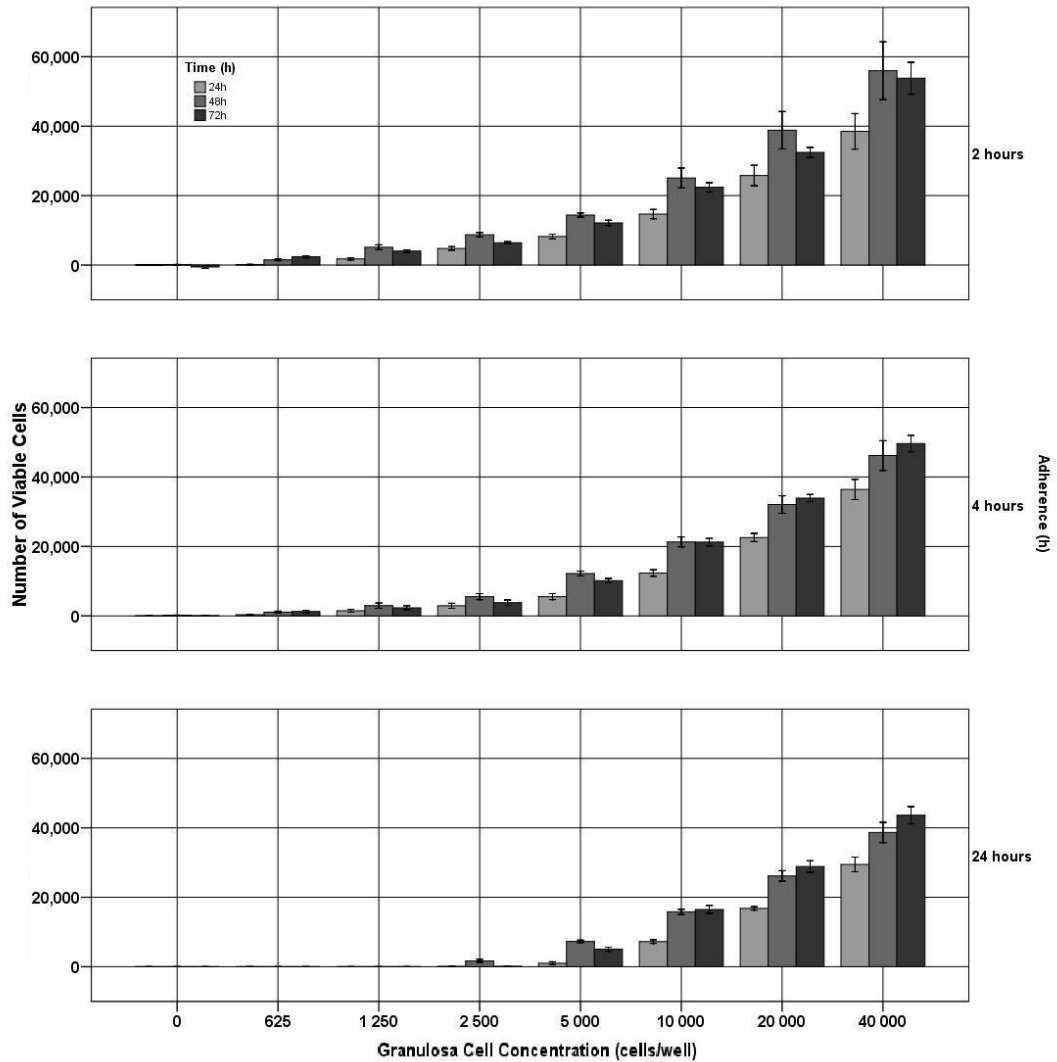 60,000
40,000
20,000
0
Time (h)
24h
48h
72h
2 hours
60,000
40,000
20,000
0
4 hours
60,000
40,000
20,000
0
24 hours
Number of Viable Cells
Adherence (h)
0 625 1 250 2 500 5 000 10 000 20 000 40 000
Granulosa Cell Concentration (cells/well)